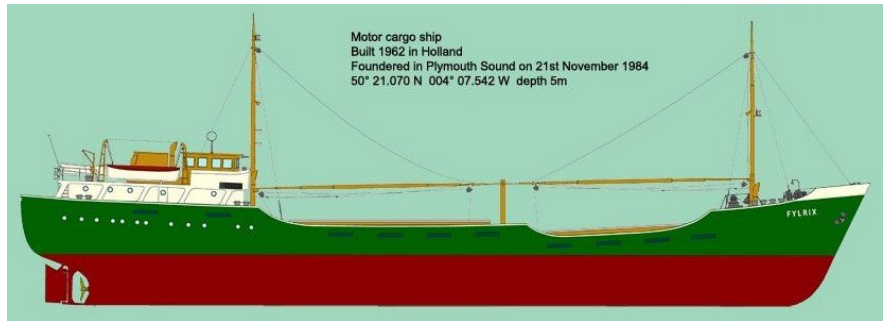 Motor cargo ship
Built 1962 in Holland
Foundered in Plymouth Sound on 21st November 1984
50° 21.070 N  004° 07.542 W  depth 5m
FYLRIX